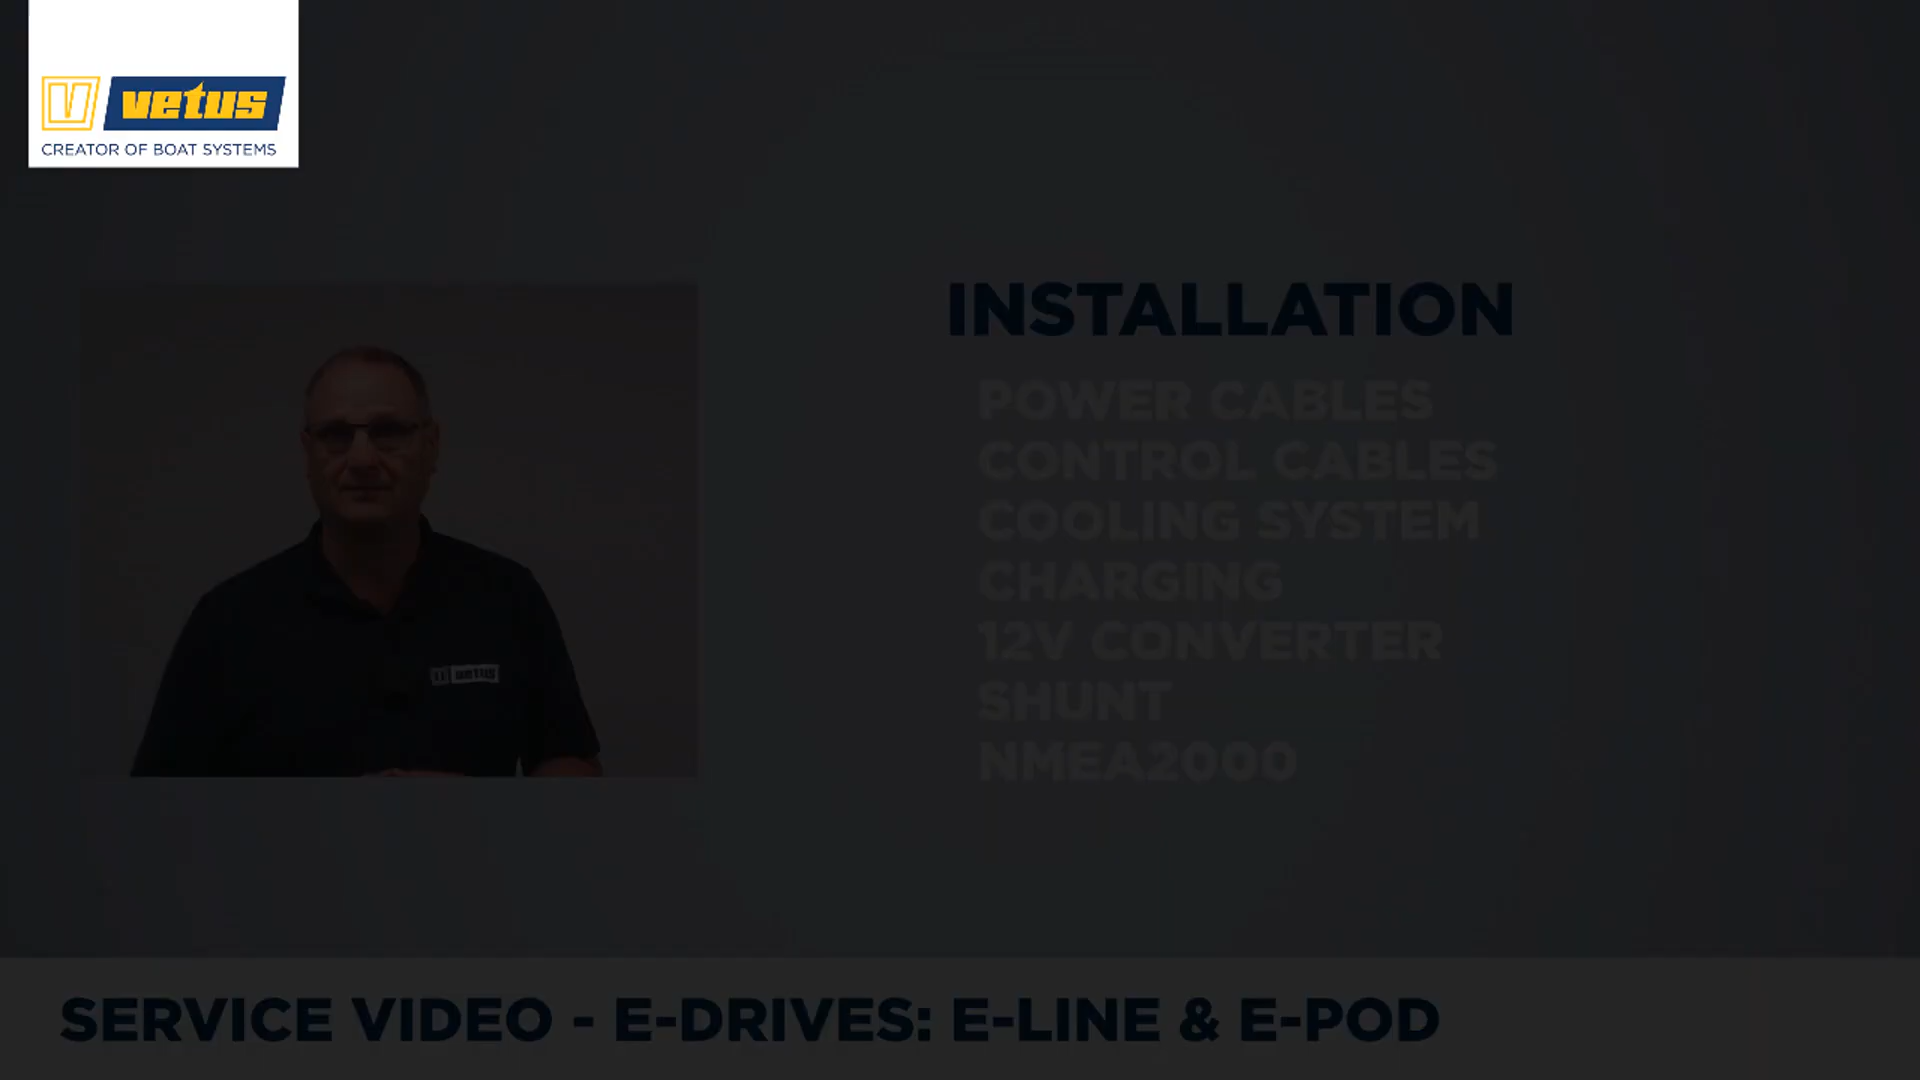 V vetus
CREATOR OF BOAT SYSTEMS
INSTALLATION
POWER CABLES
CONTROL CABLES
COOLING SYSTEM
CHARGING
12V CONVERTER
SHUNT
NMEA2000
vetus
SERVICE VIDEO - E-DRIVES: E-LINE & E-POD